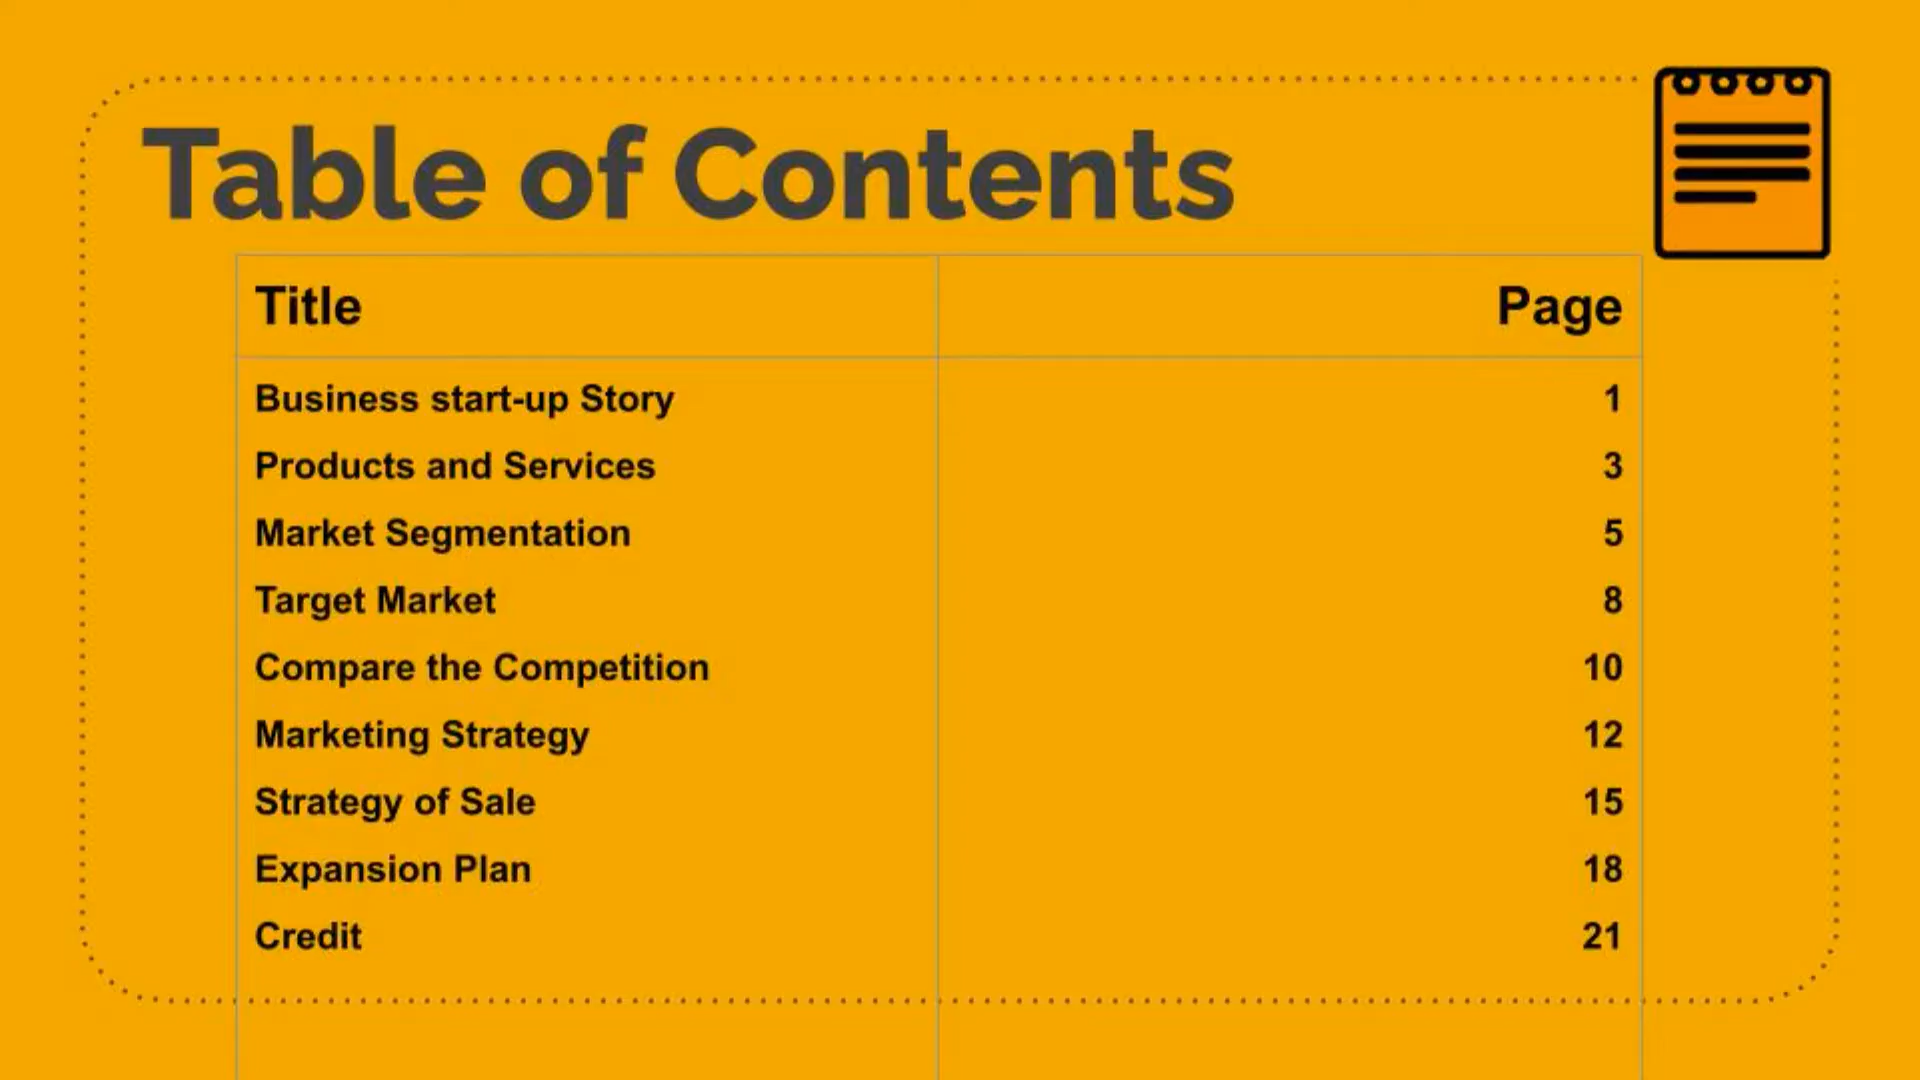 Table of Contents
Title Page
Business start-up Story 1
Products and Services 3
Market Segmentation 5
Target Market 8
Compare the Competition 10
Marketing Strategy 12
Strategy of Sale 15
Expansion Plan 18
Credit 21